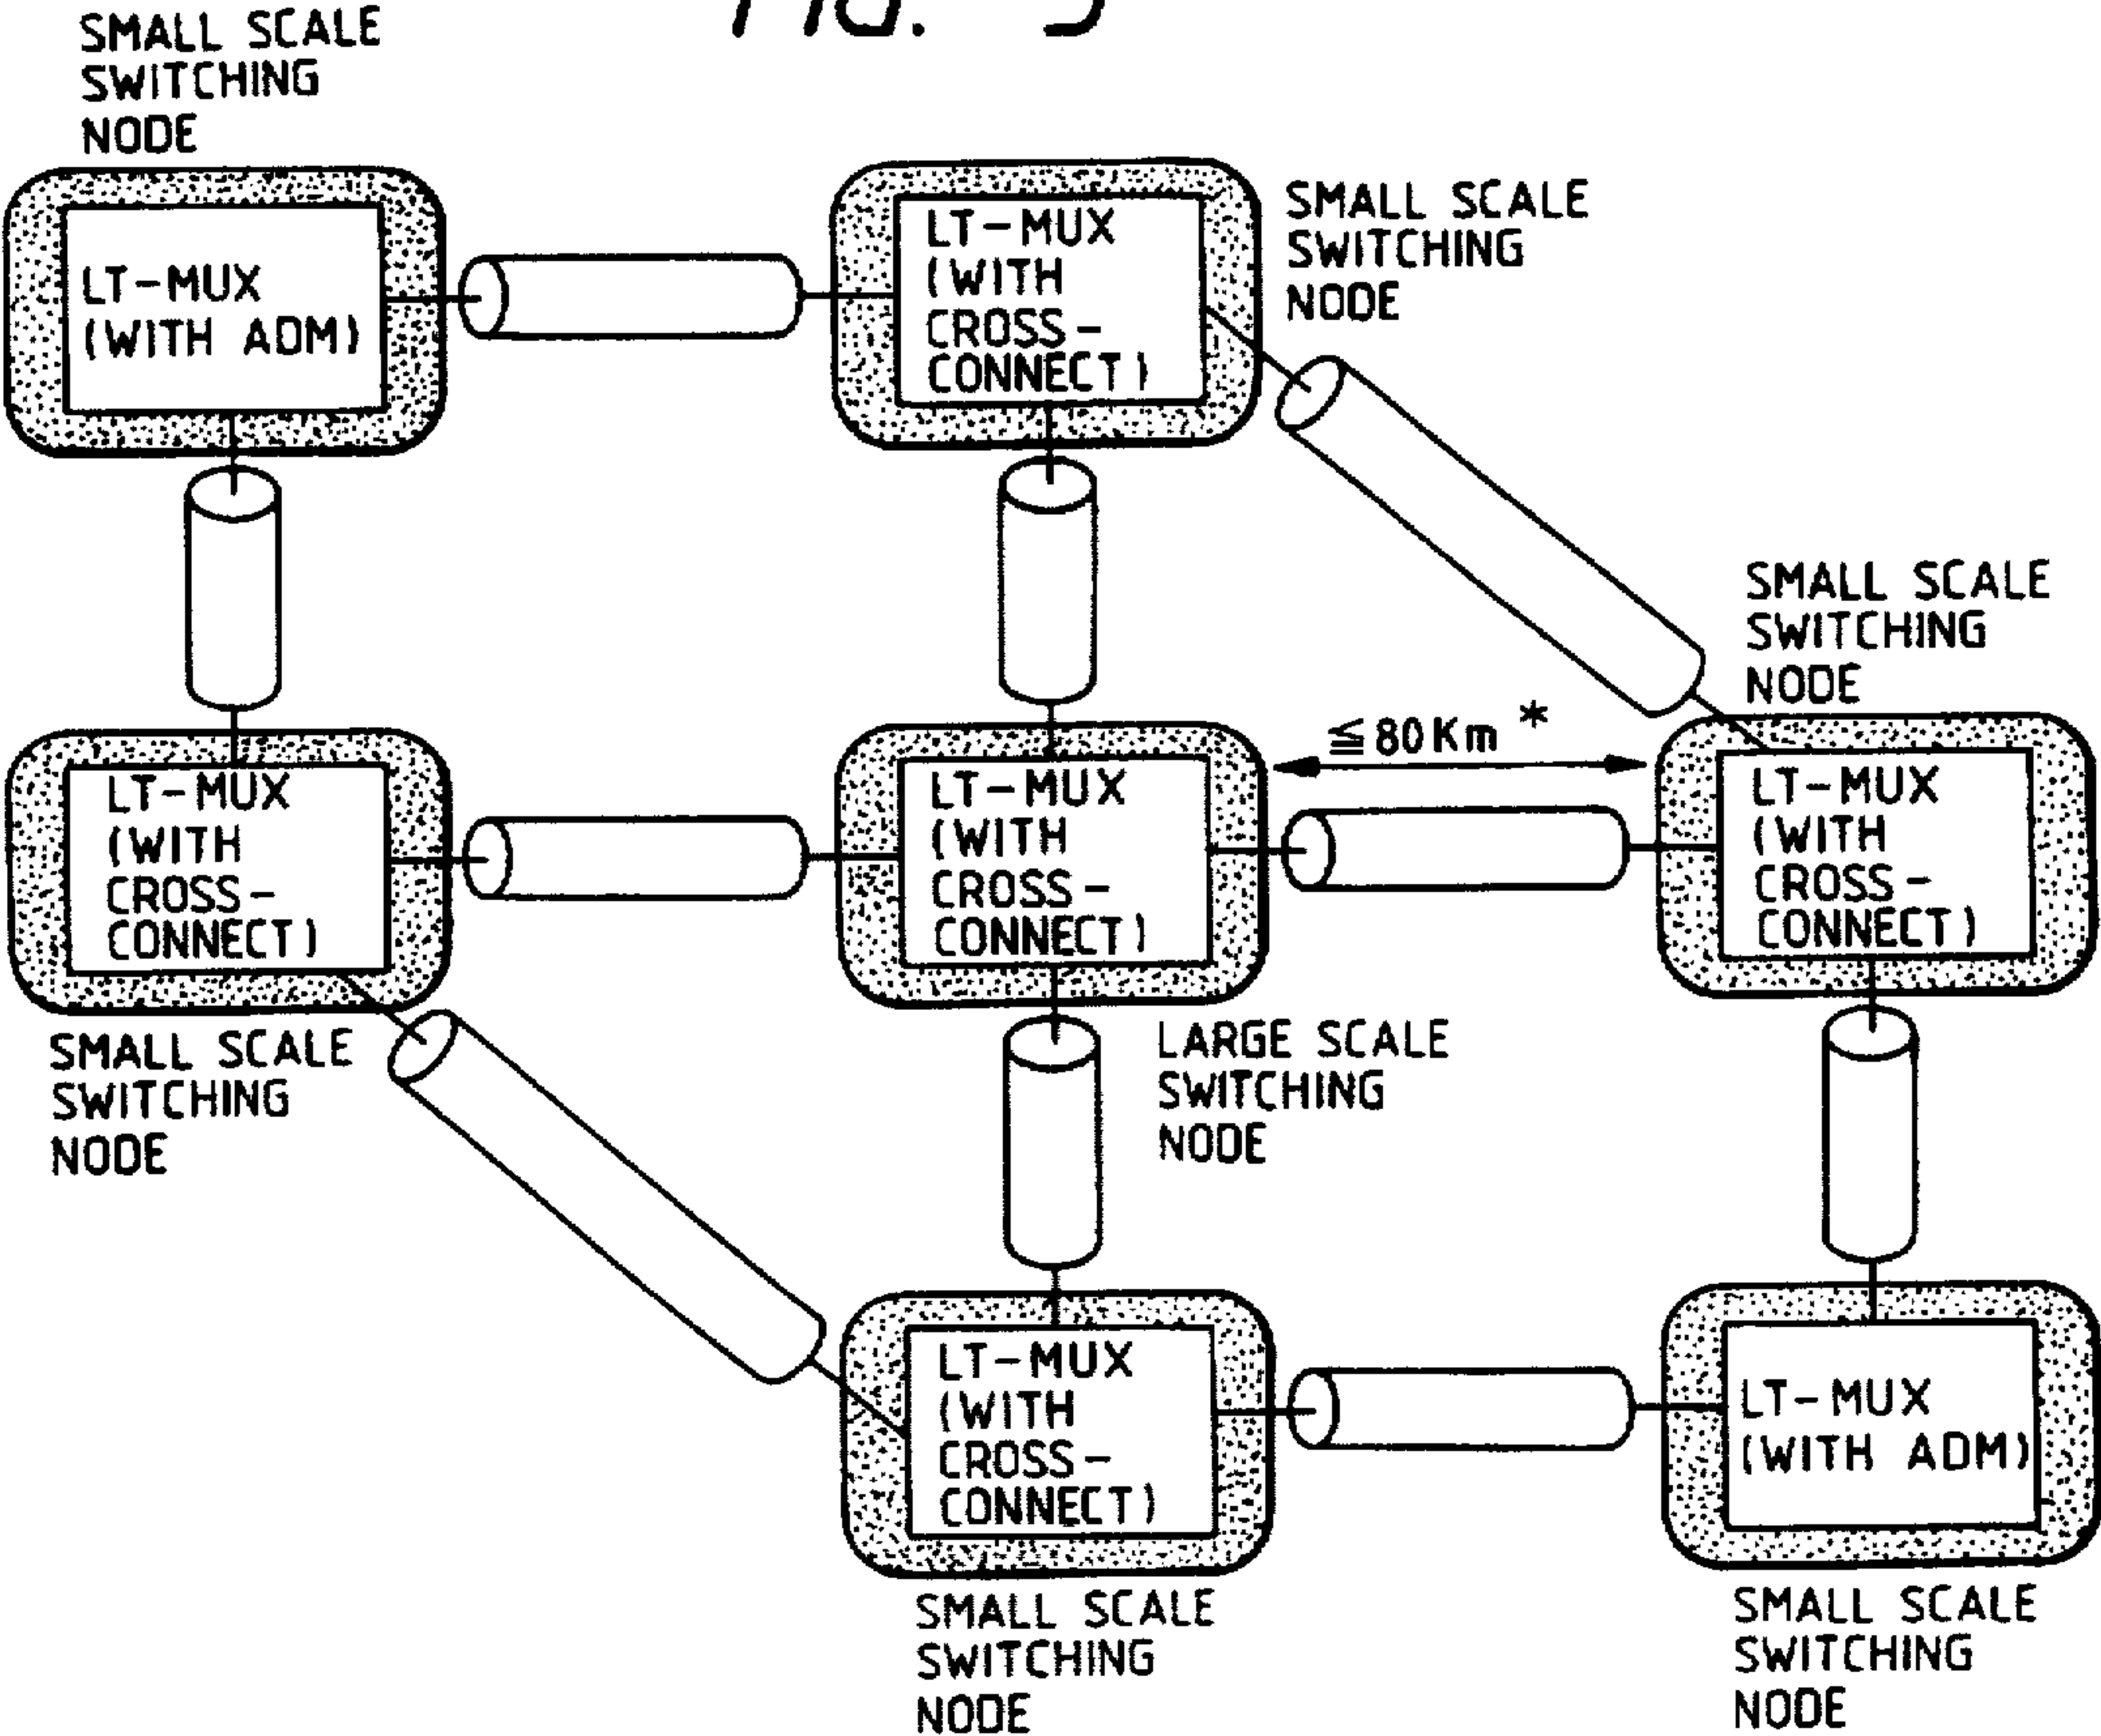 FIG. 5
SMALL SCALE
SWITCHING
NODE
LT-MUX
(WITH ADM)
LT-MUX
(WITH
CROSS-
CONNECT)
SMALL SCALE
SWITCHING
NODE
SMALL SCALE
SWITCHING
NODE
LT-MUX
(WITH
CROSS-
CONNECT)
SMALL SCALE
SWITCHING
NODE
LT-MUX
(WITH
CROSS-
CONNECT)
LARGE SCALE
SWITCHING
NODE
≦80Km *
LT-MUX
(WITH
CROSS-
CONNECT)
LT-MUX
(WITH
CROSS-
CONNECT)
SMALL SCALE
SWITCHING
NODE
LT-MUX
(WITH ADM)
SMALL SCALE
SWITCHING
NODE